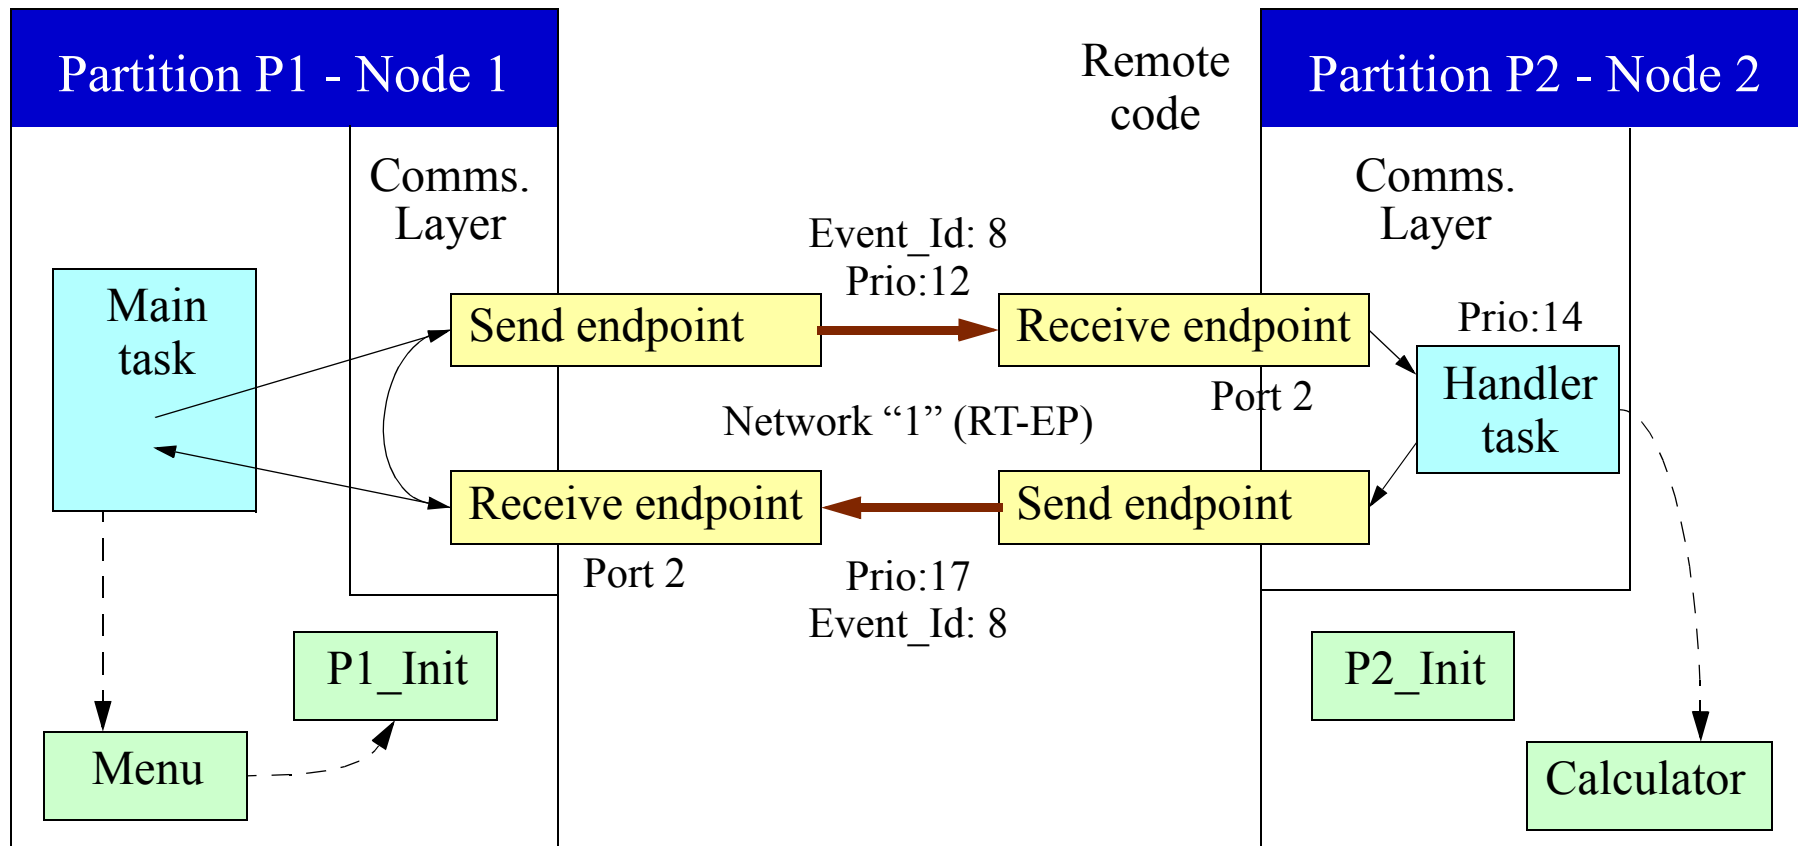 Partition P1 - Node 1
Remote
code
Partition P2 - Node 2
Comms.
Layer
Comms.
Layer
Event_Id: 8
Prio:12
Main
task
Send endpoint
Receive endpoint
Prio:14
Handler
task
Port 2
Network “1” (RT-EP)
Receive endpoint
Send endpoint
Port 2
Prio:17
Event_Id: 8
P1_Init
P2_Init
Menu
Calculator